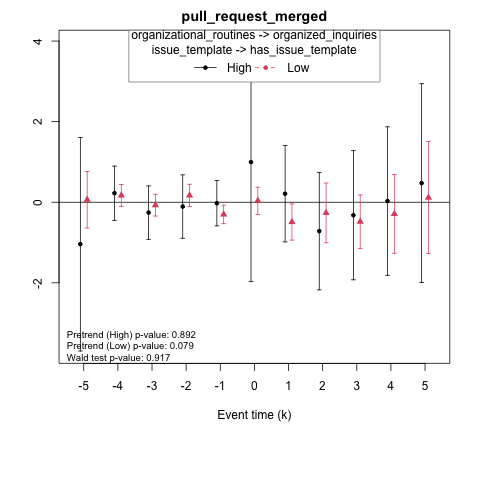 pull_request_merged
organizational_routines -> organized_inquiries
issue_template -> has_issue_template
High Low
4
2
0
-2
Pretrend (High) p-value: 0.892
Pretrend (Low) p-value: 0.079
Wald test p-value: 0.917
-5 -4 -3 -2 -1 0 1 2 3 4 5
Event time (k)